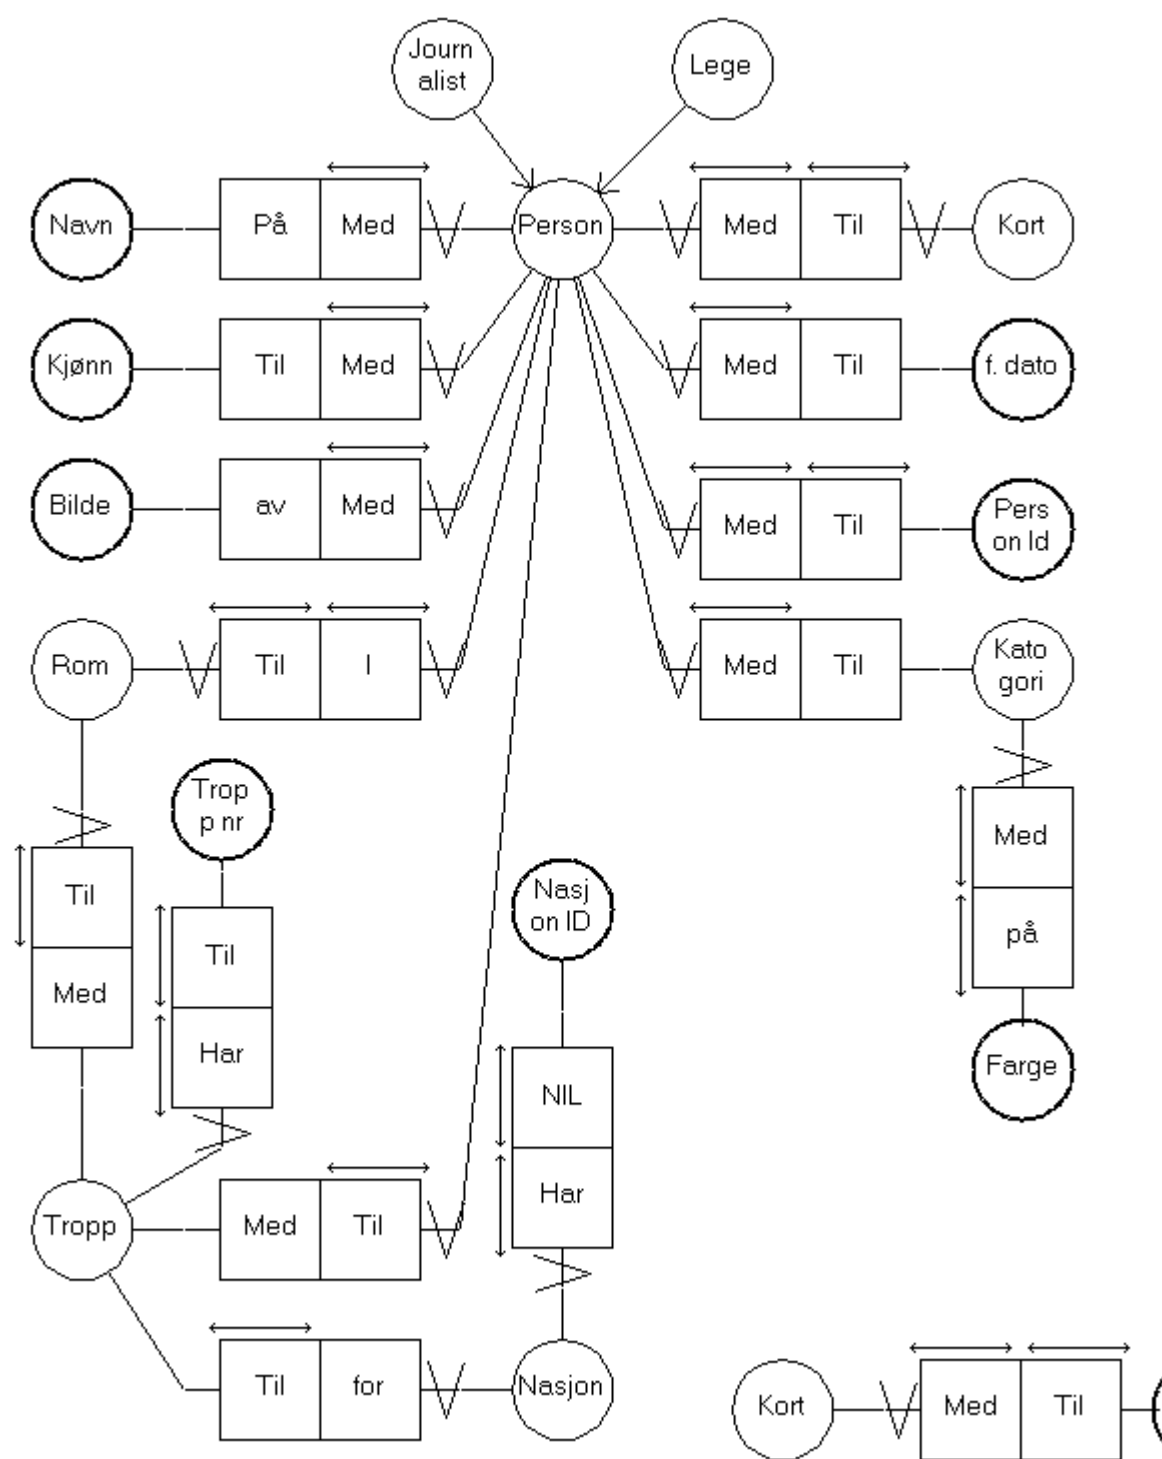 Journ
alist
Lege
Navn
På
Med
Person
Med
Til
Kort
Kjønn
Til
Med
Med
Til
f. dato
Bilde
av
Med
Med
Til
Pers
on Id
Rom
Til
I
Med
Til
Kato
gori
Trop
p nr
Med
Til
Nasj
on ID
på
Til
Med
Har
NIL
Farge
Har
Tropp
Med
Til
Til
for
Nasjon
Kort
Med
Til